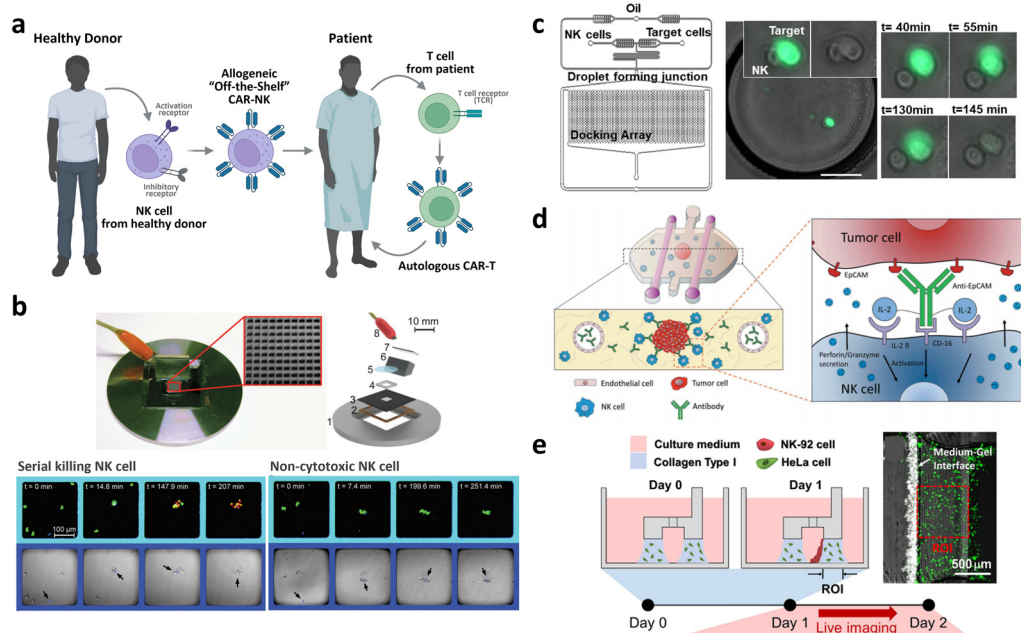 a
Healthy Donor
Patient
Activation
receptor
Inhibitory
receptor
NK cell
from healthy donor
Allogeneic
“Off-the-Shelf”
CAR-NK
T cell
from patient
T cell receptor
(TCR)
Autologous CAR-T
b
10 mm
8
7
6
5
4
3
2
1
Serial killing NK cell
t = 0 min
t = 14.8 min
t = 147.9 min
t = 207 min
100 µm
Non-cytotoxic NK cell
t = 0 min
t = 7.4 min
t = 199.6 min
t = 251.4 min
c
Oil
NK cells
Target cells
Droplet forming junction
Docking Array
Target
NK
t= 40min
t= 55min
t=130min
t=145 min
d
Endothelial cell
Tumor cell
NK cell
Antibody
Tumor cell
EpCAM
Anti-EpCAM
IL-2
IL-2
IL-2 R
CD-16
Perforin/Granzyme
secretion
Activation
NK cell
e
Culture medium
NK-92 cell
Collagen Type I
HeLa cell
Day 0
Day 1
ROI
Medium-Gel
Interface
ROI
500 µm
Day 0
Day 1
Live imaging
Day 2